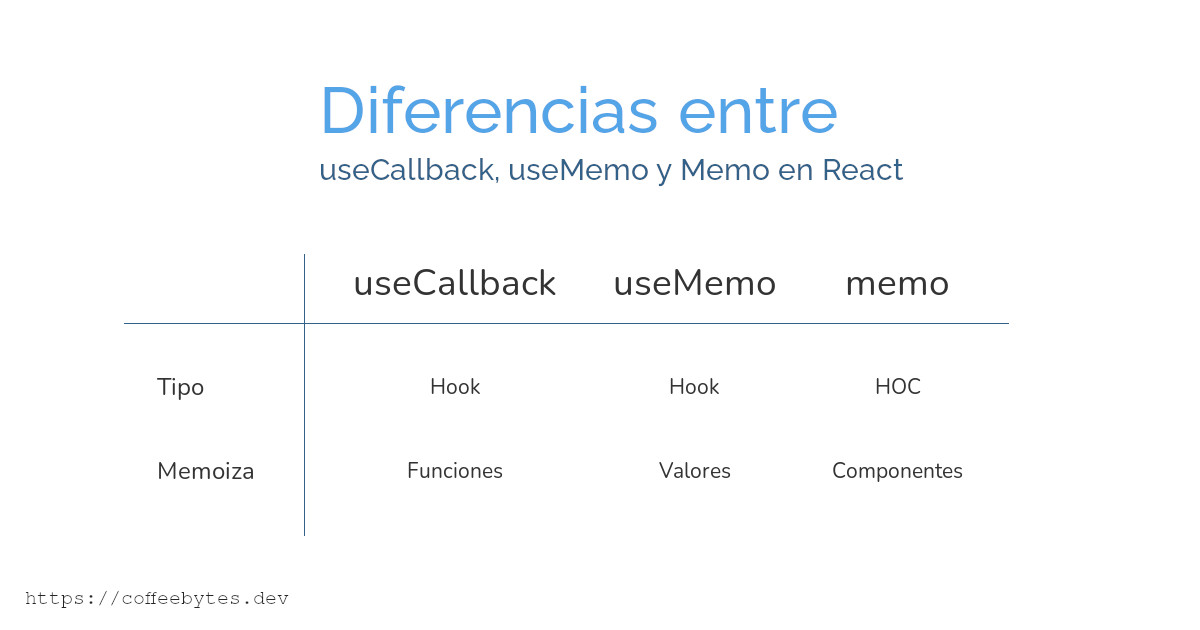 Diferencias entre
useCallback, useMemo y Memo en React
useCallback useMemo memo
Tipo Hook Hook HOC
Memoiza Funciones Valores Componentes
https://coffeebytes.dev